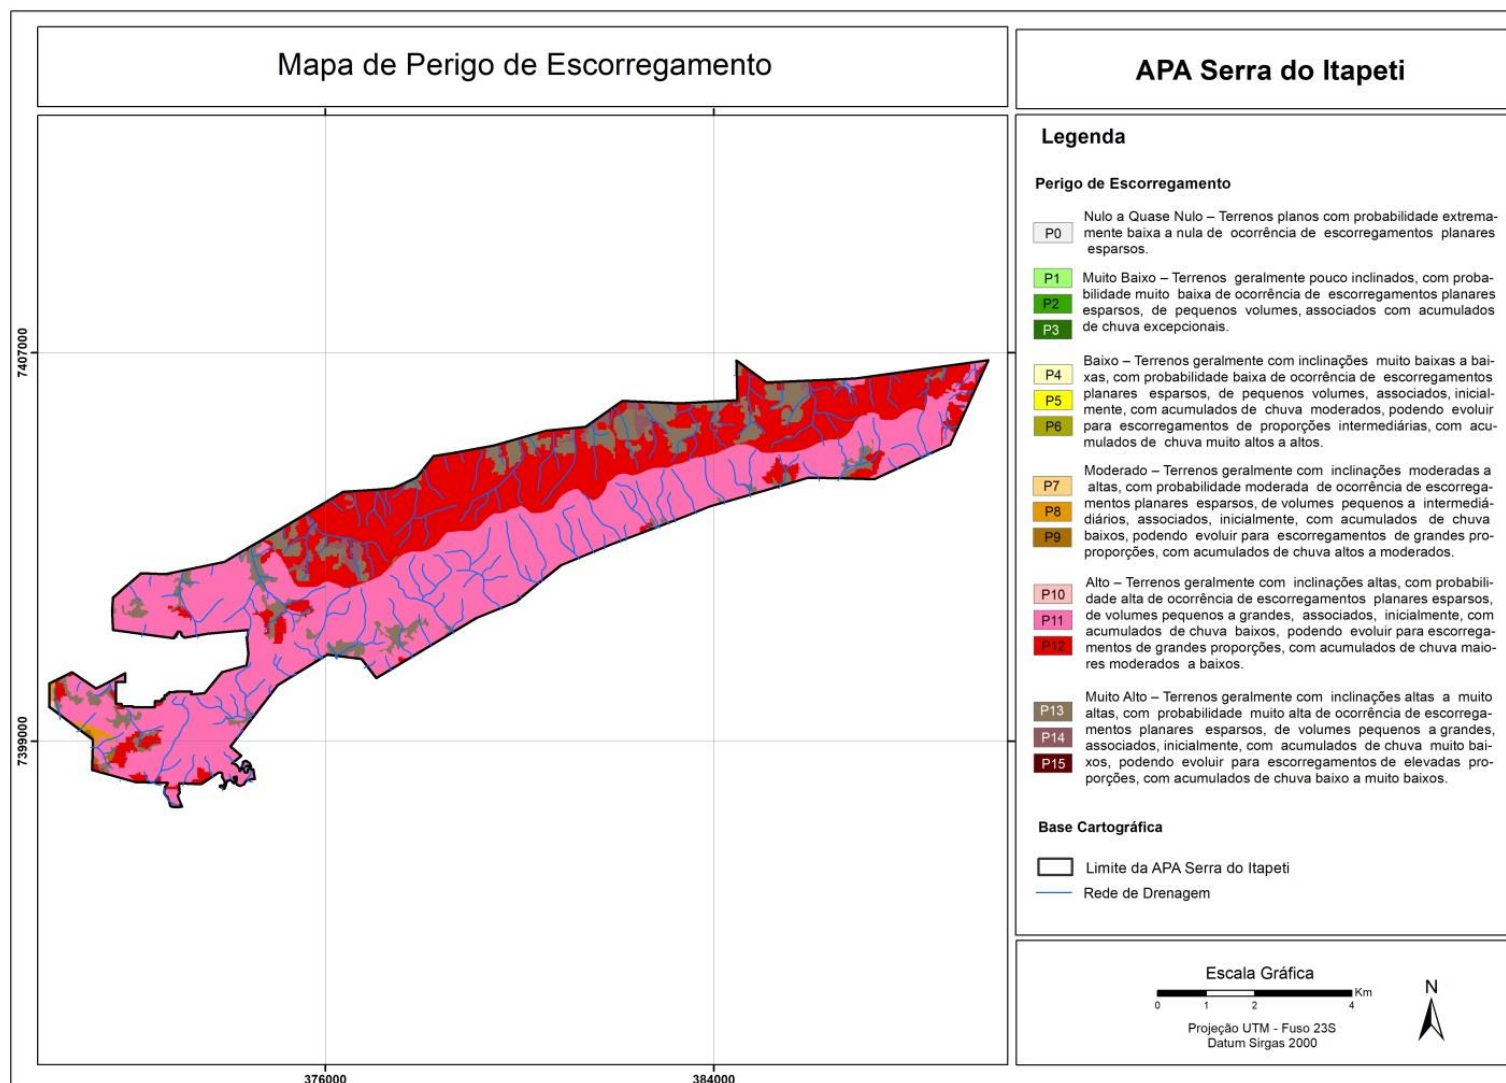 Mapa de Perigo de Escorregamento
APA Serra do Itapeti
7407000
7399000
376000
384000
Legenda
Perigo de Escorregamento
P0
Nulo a Quase Nulo – Terrenos planos com probabilidade extrema-
mente baixa a nula de ocorrência de escorregamentos planares
esparsos.
P1
P2
P3
Muito Baixo – Terrenos geralmente pouco inclinados, com proba-
bilidade muito baixa de ocorrência de escorregamentos planares
esparsos, de pequenos volumes, associados com acumulados
de chuva excepcionais.
P4
P5
P6
Baixo – Terrenos geralmente com inclinações muito baixas a bai-
xas, com probabilidade baixa de ocorrência de escorregamentos
planares esparsos, de pequenos volumes, associados, inicial-
mente, com acumulados de chuva moderados, podendo evoluir
para escorregamentos de proporções intermediárias, com acu-
mulados de chuva muito altos a altos.
P7
P8
P9
Moderado – Terrenos geralmente com inclinações moderadas a
altas, com probabilidade moderada de ocorrência de escorrega-
mentos planares esparsos, de volumes pequenos a intermediá-
diários, associados, inicialmente, com acumulados de chuva
baixos, podendo evoluir para escorregamentos de grandes pro-
proporções, com acumulados de chuva altos a moderados.
P10
P11
P12
Alto – Terrenos geralmente com inclinações altas, com probabili-
dade alta de ocorrência de escorregamentos planares esparsos,
de volumes pequenos a grandes, associados, inicialmente, com
acumulados de chuva baixos, podendo evoluir para escorrega-
mentos de grandes proporções, com acumulados de chuva maio-
res moderados a baixos.
P13
P14
P15
Muito Alto – Terrenos geralmente com inclinações altas a muito
altas, com probabilidade muito alta de ocorrência de escorrega-
mentos planares esparsos, de volumes pequenos a grandes,
associados, inicialmente, com acumulados de chuva muito bai-
xos, podendo evoluir para escorregamentos de elevadas pro-
porções, com acumulados de chuva baixo a muito baixos.
Base Cartográfica
Limite da APA Serra do Itapeti
Rede de Drenagem
Escala Gráfica
Km
0 1 2 4
Projeção UTM - Fuso 23S
Datum Sirgas 2000
N